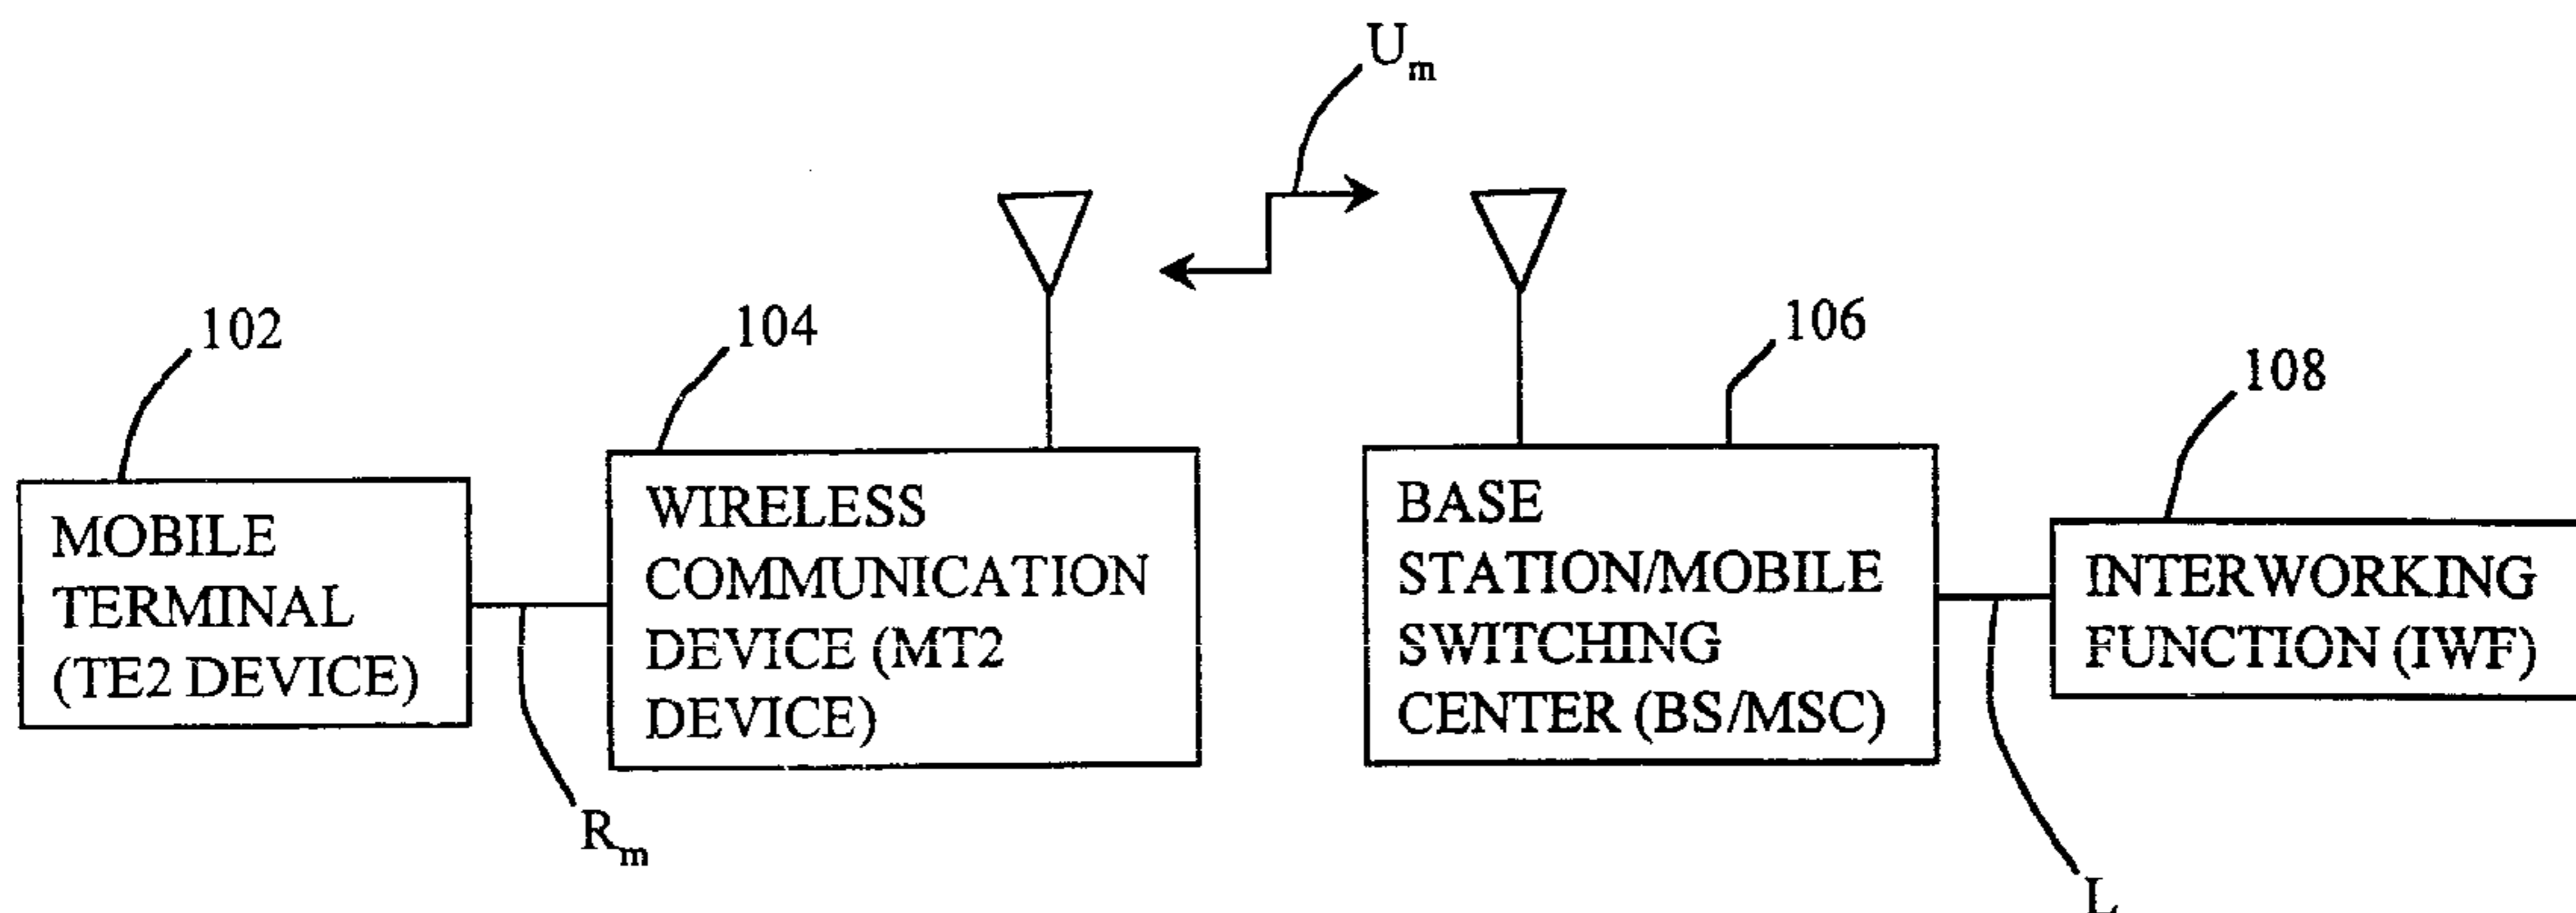 Uₘ
102
104
106
108
MOBILE
TERMINAL
(TE2 DEVICE)
WIRELESS
COMMUNICATION
DEVICE (MT2
DEVICE)
BASE
STATION/MOBILE
SWITCHING
CENTER (BS/MSC)
INTERWORKING
FUNCTION (IWF)
Rₘ
L